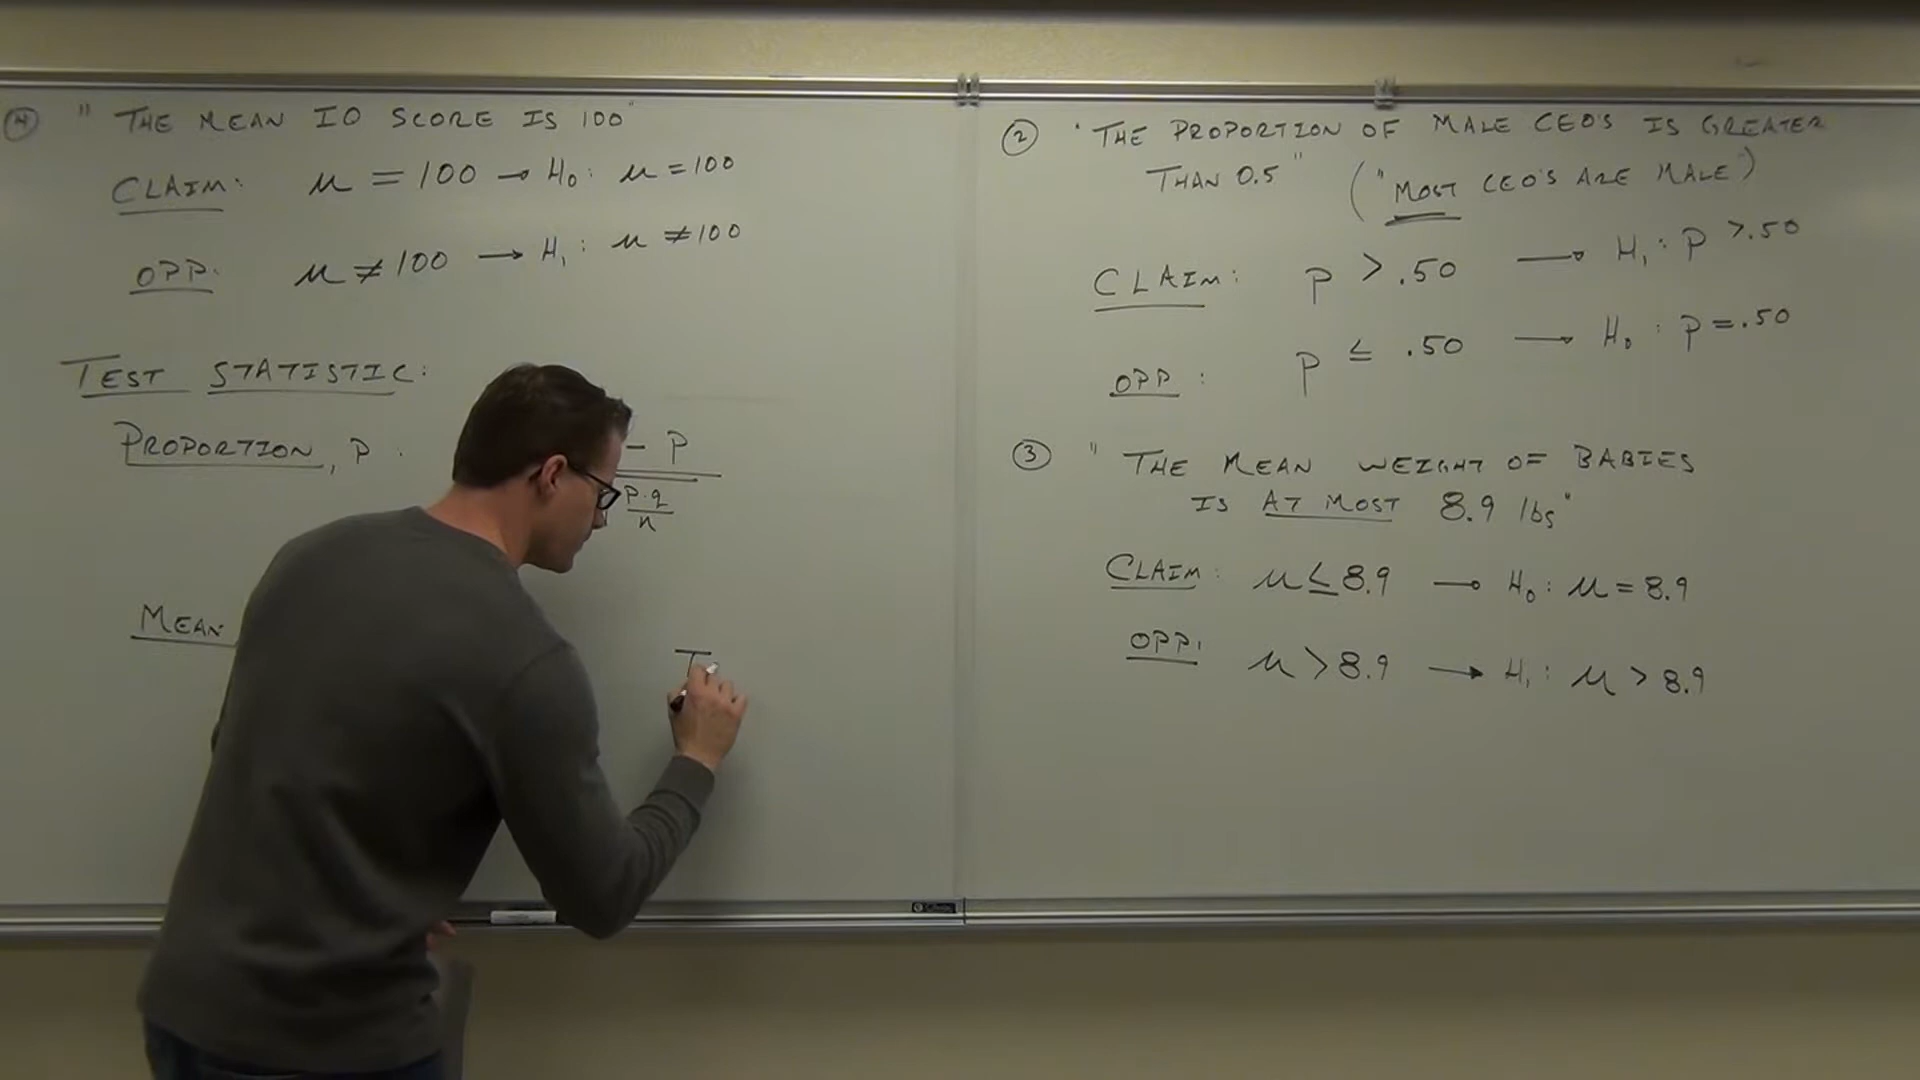 ④ " THE MEAN IQ SCORE IS 100"
CLAIM: μ = 100 → H₀: μ = 100
OPP: μ ≠ 100 → H₁: μ ≠ 100
TEST STATISTIC:
PROPORTION, P :
- P
P·q
n
MEAN
T
② "THE PROPORTION OF MALE CEO'S IS GREATER
THAN 0.5" ("MOST CEO'S ARE MALE")
CLAIM: P > .50 → H₁: P > .50
OPP: P ≤ .50 → H₀: P = .50
③ "THE MEAN WEIGHT OF BABIES
IS AT MOST 8.9 lbs"
CLAIM: μ ≤ 8.9 → H₀: μ = 8.9
OPP: μ > 8.9 → H₁: μ > 8.9